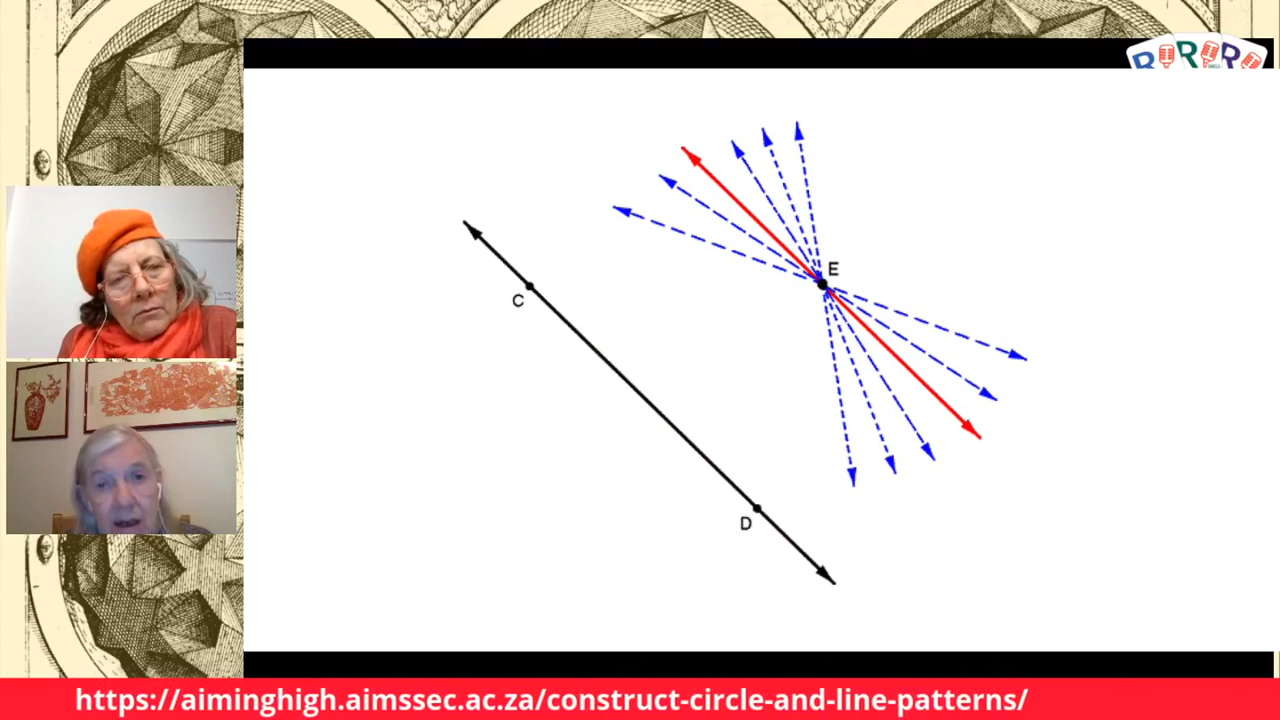 R R R
E
C
D
https://aiminghigh.aimssec.ac.za/construct-circle-and-line-patterns/